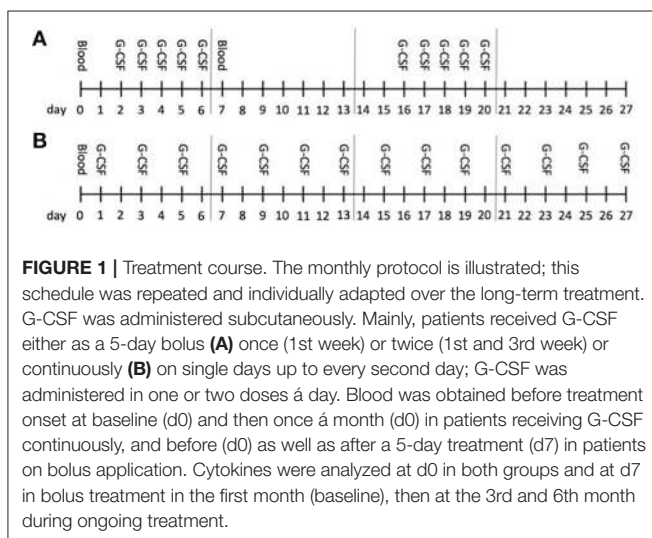 A Blood G-CSF G-CSF G-CSF G-CSF G-CSF Blood G-CSF G-CSF G-CSF G-CSF G-CSF
day 0 1 2 3 4 5 6 7 8 9 10 11 12 13 14 15 16 17 18 19 20 21 22 23 24 25 26 27
B Blood G-CSF G-CSF G-CSF G-CSF G-CSF G-CSF G-CSF G-CSF G-CSF G-CSF G-CSF G-CSF G-CSF G-CSF
day 0 1 2 3 4 5 6 7 8 9 10 11 12 13 14 15 16 17 18 19 20 21 22 23 24 25 26 27
FIGURE 1 | Treatment course. The monthly protocol is illustrated; this
schedule was repeated and individually adapted over the long-term treatment.
G-CSF was administered subcutaneously. Mainly, patients received G-CSF
either as a 5-day bolus (A) once (1st week) or twice (1st and 3rd week) or
continuously (B) on single days up to every second day; G-CSF was
administered in one or two doses á day. Blood was obtained before treatment
onset at baseline (d0) and then once á month (d0) in patients receiving G-CSF
continuously, and before (d0) as well as after a 5-day treatment (d7) in patients
on bolus application. Cytokines were analyzed at d0 in both groups and at d7
in bolus treatment in the first month (baseline), then at the 3rd and 6th month
during ongoing treatment.